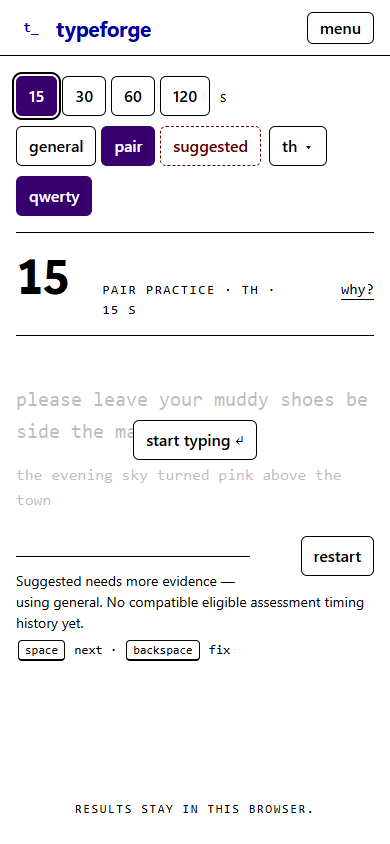 t_ typeforge menu
15 30 60 120 s
general pair suggested th
qwerty
15 PAIR PRACTICE · TH · why?
15 S
please leave your muddy shoes be
side the ma
start typing ↲
the evening sky turned pink above the
town
restart
Suggested needs more evidence —
using general. No compatible eligible assessment timing
history yet.
space next · backspace fix
RESULTS STAY IN THIS BROWSER.